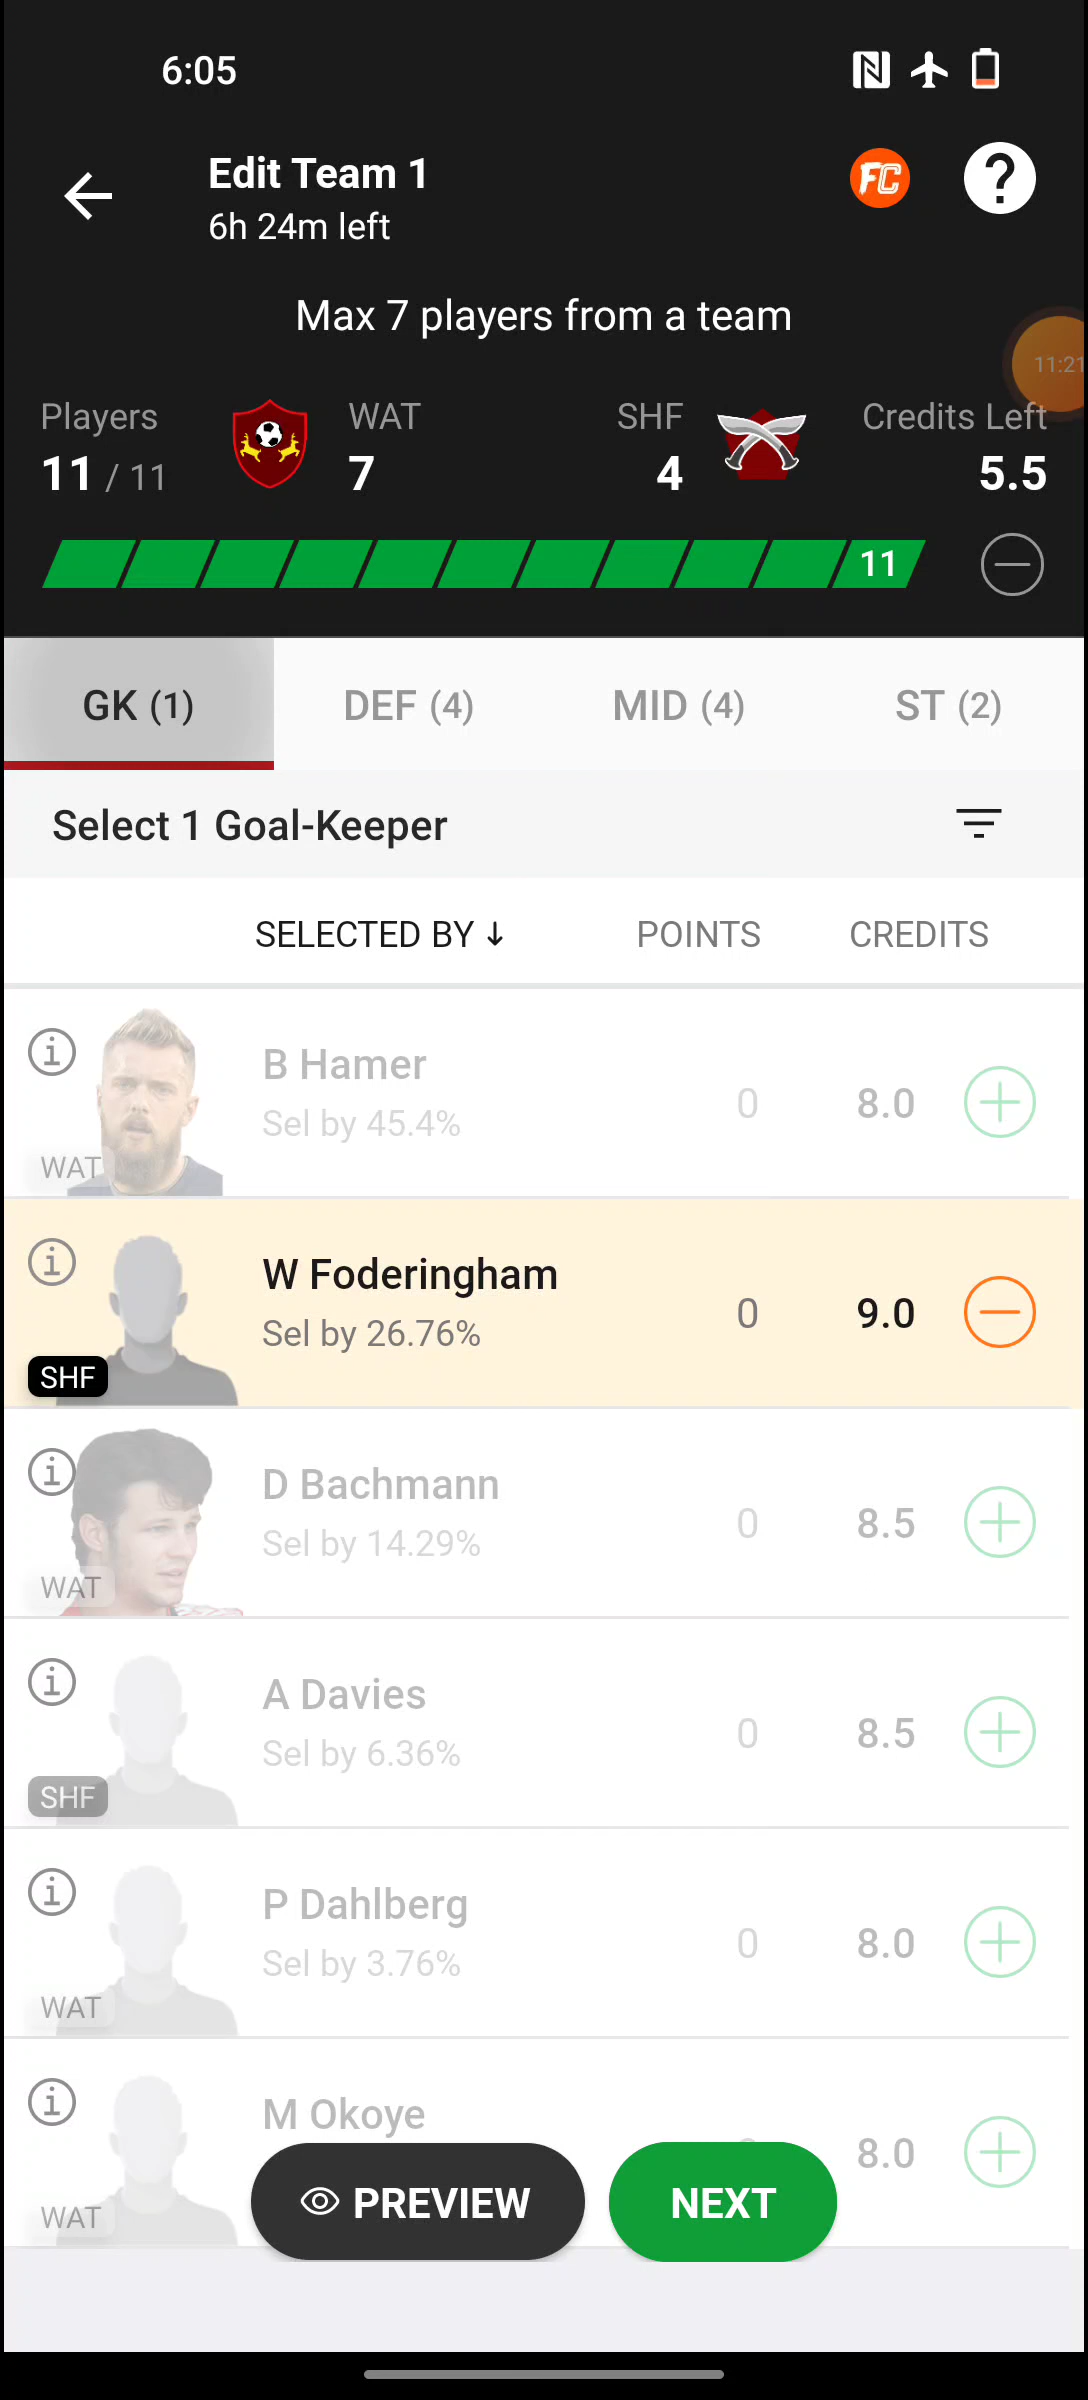 6:05
Edit Team 1
6h 24m left
FC
?
Max 7 players from a team
11:21
Players
WAT
SHF
Credits Left
11 / 11
7
4
5.5
11
GK (1)
DEF (4)
MID (4)
ST (2)
Select 1 Goal-Keeper
SELECTED BY ↓
POINTS
CREDITS
B Hamer
Sel by 45.4%
0
8.0
WAT
W Foderingham
Sel by 26.76%
0
9.0
SHF
D Bachmann
Sel by 14.29%
0
8.5
WAT
A Davies
Sel by 6.36%
0
8.5
SHF
P Dahlberg
Sel by 3.76%
0
8.0
WAT
M Okoye
8.0
WAT
PREVIEW
NEXT